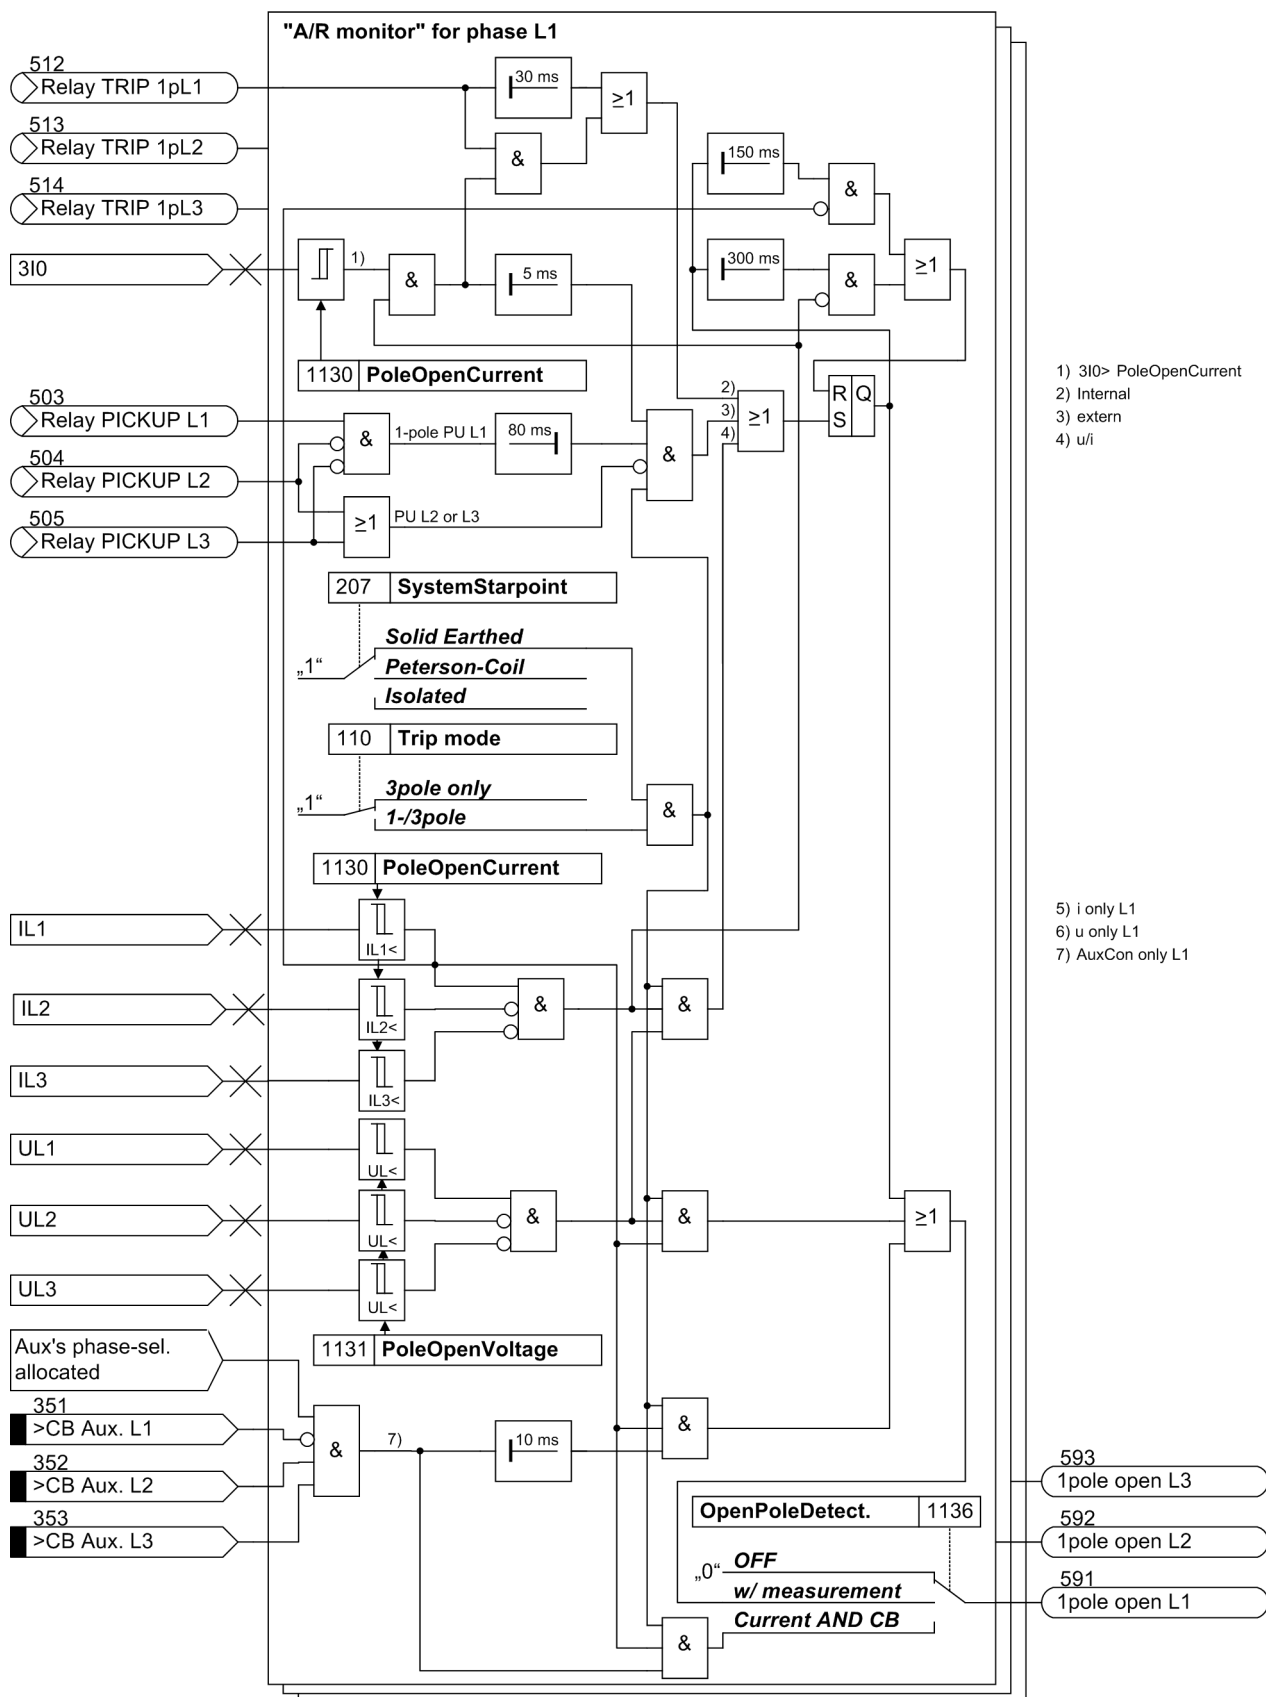 "A/R monitor" for phase L1
512
Relay TRIP 1pL1
30 ms
≥1
513
Relay TRIP 1pL2
&
150 ms
&
514
Relay TRIP 1pL3
3I0
1)
&
5 ms
300 ms
&
≥1
1130 PoleOpenCurrent
1) 3I0> PoleOpenCurrent
2) Internal
3) extern
4) u/i
503
Relay PICKUP L1
&
1-pole PU L1
80 ms
&
2)
3)
4)
≥1
R Q
S
504
Relay PICKUP L2
505
Relay PICKUP L3
≥1
PU L2 or L3
207 SystemStarpoint
„1“
Solid Earthed
Peterson-Coil
Isolated
110 Trip mode
„1“
3pole only
1-/3pole
&
1130 PoleOpenCurrent
IL1
IL1<
5) i only L1
6) u only L1
7) AuxCon only L1
IL2
IL2<
&
&
IL3
IL3<
UL1
UL<
UL2
UL<
&
&
≥1
UL3
UL<
1131 PoleOpenVoltage
Aux's phase-sel.
allocated
351
>CB Aux. L1
&
7)
10 ms
&
352
>CB Aux. L2
353
>CB Aux. L3
593
1pole open L3
OpenPoleDetect. 1136
592
1pole open L2
„0“ OFF
w/ measurement
Current AND CB
591
1pole open L1
&